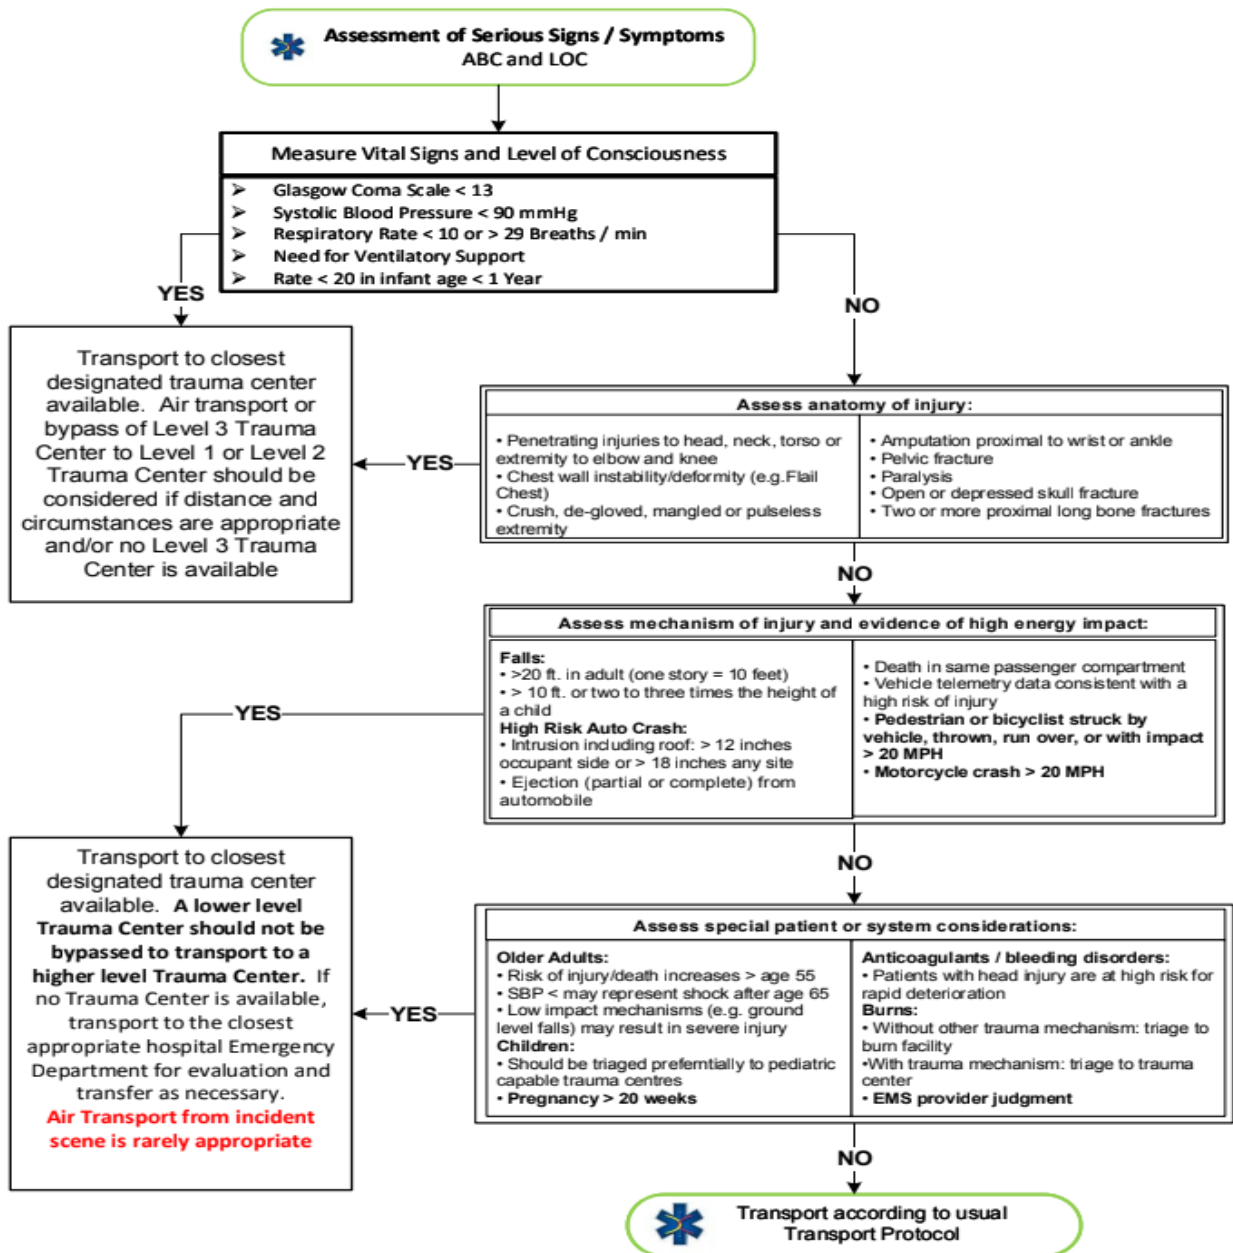 Assessment of Serious Signs / Symptoms
ABC and LOC
Measure Vital Signs and Level of Consciousness
➢ Glasgow Coma Scale < 13
➢ Systolic Blood Pressure < 90 mmHg
➢ Respiratory Rate < 10 or > 29 Breaths / min
➢ Need for Ventilatory Support
➢ Rate < 20 in infant age < 1 Year
YES
NO
Transport to closest
designated trauma center
available. Air transport or
bypass of Level 3 Trauma
Center to Level 1 or Level 2
Trauma Center should be
considered if distance and
circumstances are appropriate
and/or no Level 3 Trauma
Center is available
YES
Assess anatomy of injury:
• Penetrating injuries to head, neck, torso or
extremity to elbow and knee
• Chest wall instability/deformity (e.g.Flail
Chest)
• Crush, de-gloved, mangled or pulseless
extremity
• Amputation proximal to wrist or ankle
• Pelvic fracture
• Paralysis
• Open or depressed skull fracture
• Two or more proximal long bone fractures
NO
Assess mechanism of injury and evidence of high energy impact:
Falls:
• >20 ft. in adult (one story = 10 feet)
• > 10 ft. or two to three times the height of
a child
High Risk Auto Crash:
• Intrusion including roof: > 12 inches
occupant side or > 18 inches any site
• Ejection (partial or complete) from
automobile
• Death in same passenger compartment
• Vehicle telemetry data consistent with a
high risk of injury
• Pedestrian or bicyclist struck by
vehicle, thrown, run over, or with impact
> 20 MPH
• Motorcycle crash > 20 MPH
YES
NO
Transport to closest
designated trauma center
available. A lower level
Trauma Center should not be
bypassed to transport to a
higher level Trauma Center. If
no Trauma Center is available,
transport to the closest
appropriate hospital Emergency
Department for evaluation and
transfer as necessary.
Air Transport from incident
scene is rarely appropriate
YES
Assess special patient or system considerations:
Older Adults:
• Risk of injury/death increases > age 55
• SBP < may represent shock after age 65
• Low impact mechanisms (e.g. ground
level falls) may result in severe injury
Children:
• Should be triaged preferntially to pediatric
capable trauma centres
• Pregnancy > 20 weeks
Anticoagulants / bleeding disorders:
• Patients with head injury are at high risk for
rapid deterioration
Burns:
• Without other trauma mechanism: triage to
burn facility
•With trauma mechanism: triage to trauma
center
• EMS provider judgment
NO
Transport according to usual
Transport Protocol